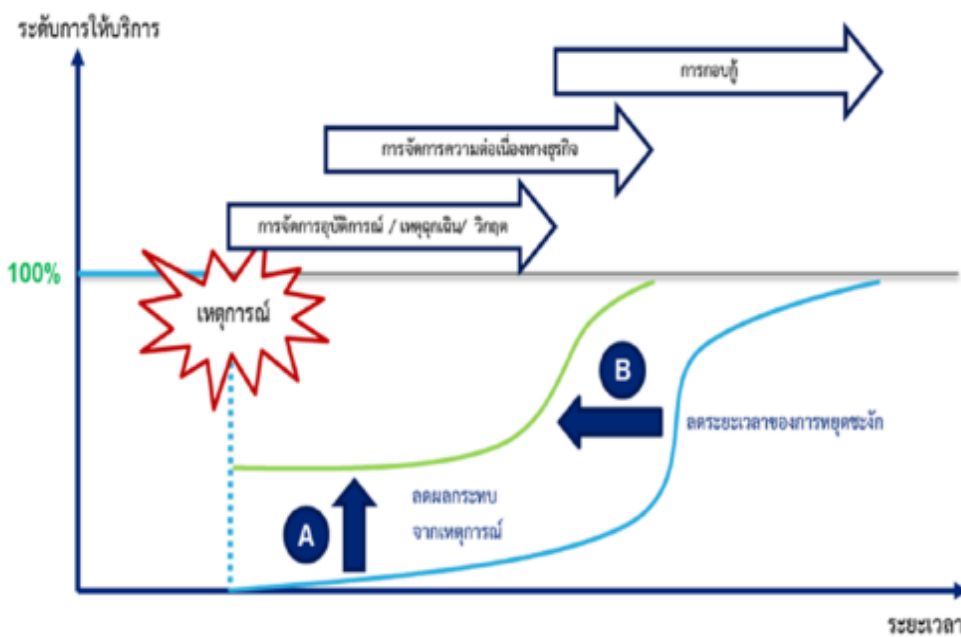 ระดับการให้บริการ
การกอบกู้
การจัดการความต่อเนื่องทางธุรกิจ
การจัดการอุบัติการณ์ / เหตุฉุกเฉิน/ วิกฤต
100%
เหตุการณ์
B
ลดระยะเวลาของการหยุดชะงัก
ลดผลกระทบ
A
จากเหตุการณ์
ระยะเวลา